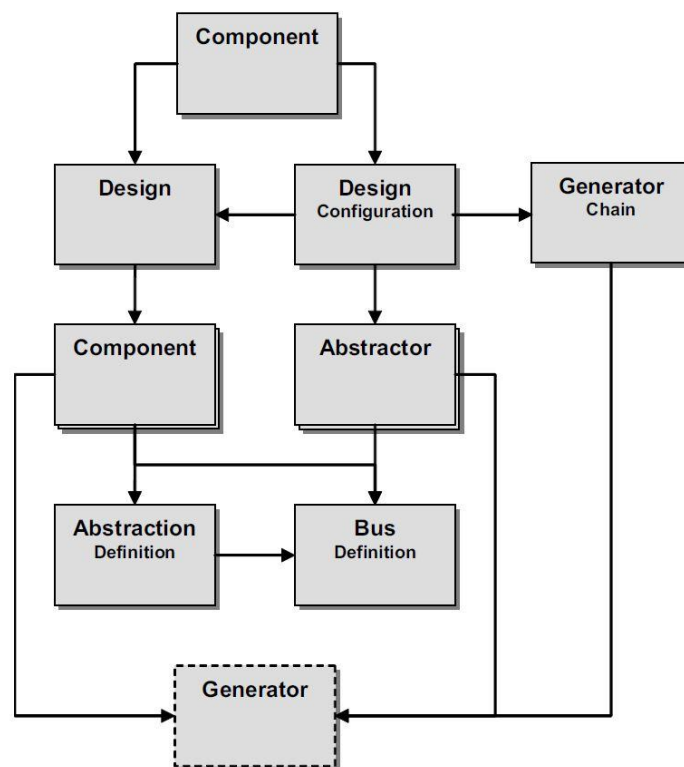 Component
Design
Design
Configuration
Generator
Chain
Component
Abstractor
Abstraction
Definition
Bus
Definition
Generator